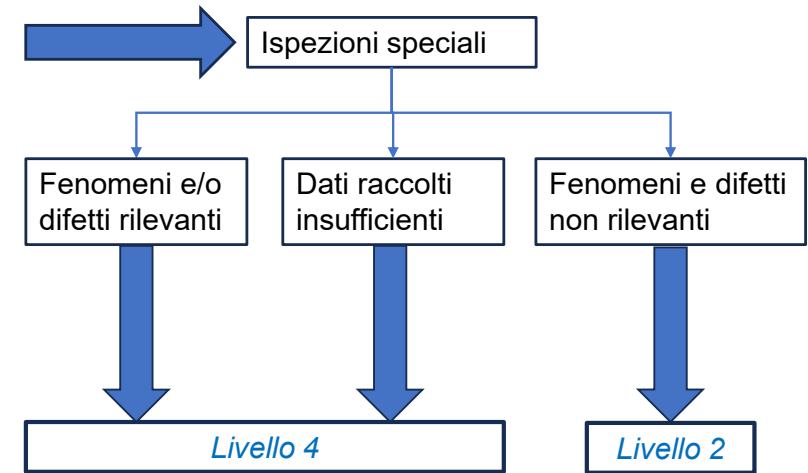 Ispezioni speciali
Fenomeni e/o
difetti rilevanti
Dati raccolti
insufficienti
Fenomeni e difetti
non rilevanti
Livello 4
Livello 2